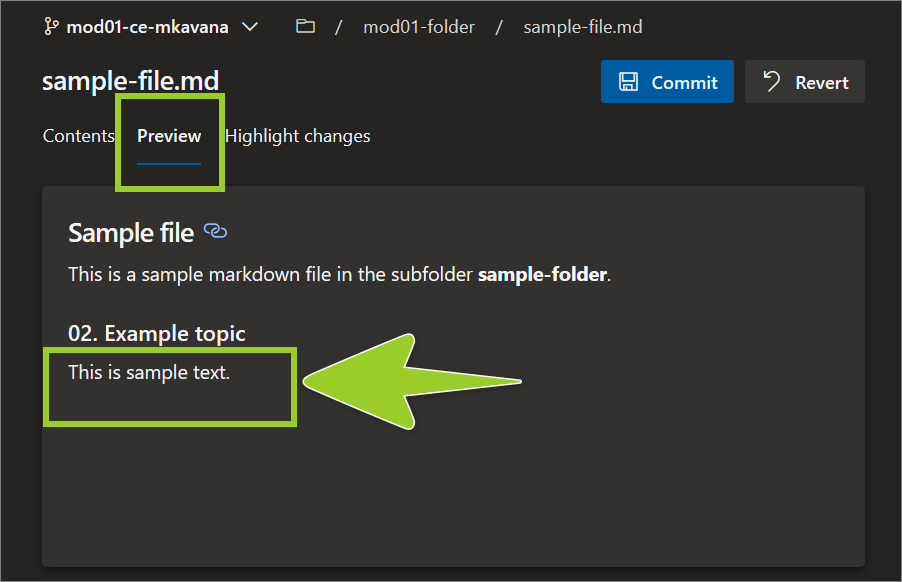 mod01-ce-mkavana / mod01-folder / sample-file.md
sample-file.md
Commit Revert
Contents Preview Highlight changes
Sample file
This is a sample markdown file in the subfolder sample-folder.
02. Example topic
This is sample text.